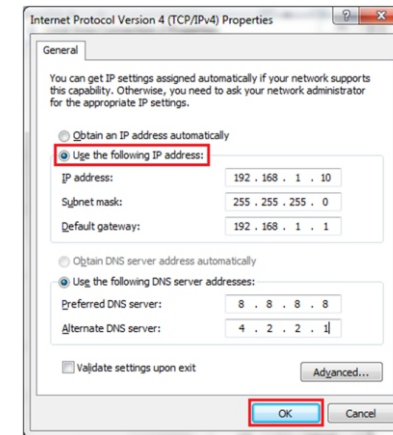 Internet Protocol Version 4 (TCP/IPv4) Properties
General
You can get IP settings assigned automatically if your network supports
this capability. Otherwise, you need to ask your network administrator
for the appropriate IP settings.
Obtain an IP address automatically
Use the following IP address:
IP address: 192 . 168 . 1 . 10
Subnet mask: 255 . 255 . 255 . 0
Default gateway: 192 . 168 . 1 . 1
Obtain DNS server address automatically
Use the following DNS server addresses:
Preferred DNS server: 8 . 8 . 8 . 8
Alternate DNS server: 4 . 2 . 2 . 1
Validate settings upon exit
Advanced...
OK Cancel